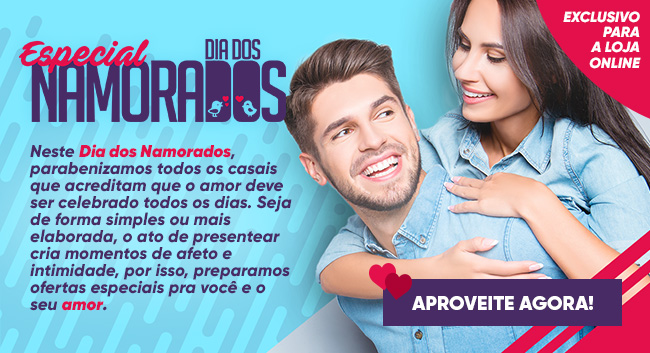 Especial
DIA DOS
NAMORADOS
EXCLUSIVO
PARA
A LOJA
ONLINE
Neste Dia dos Namorados,
parabenizamos todos os casais
que acreditam que o amor deve
ser celebrado todos os dias. Seja
de forma simples ou mais
elaborada, o ato de presentear
cria momentos de afeto e
intimidade, por isso, preparamos
ofertas especiais pra você e o
seu amor.
APROVEITE AGORA!